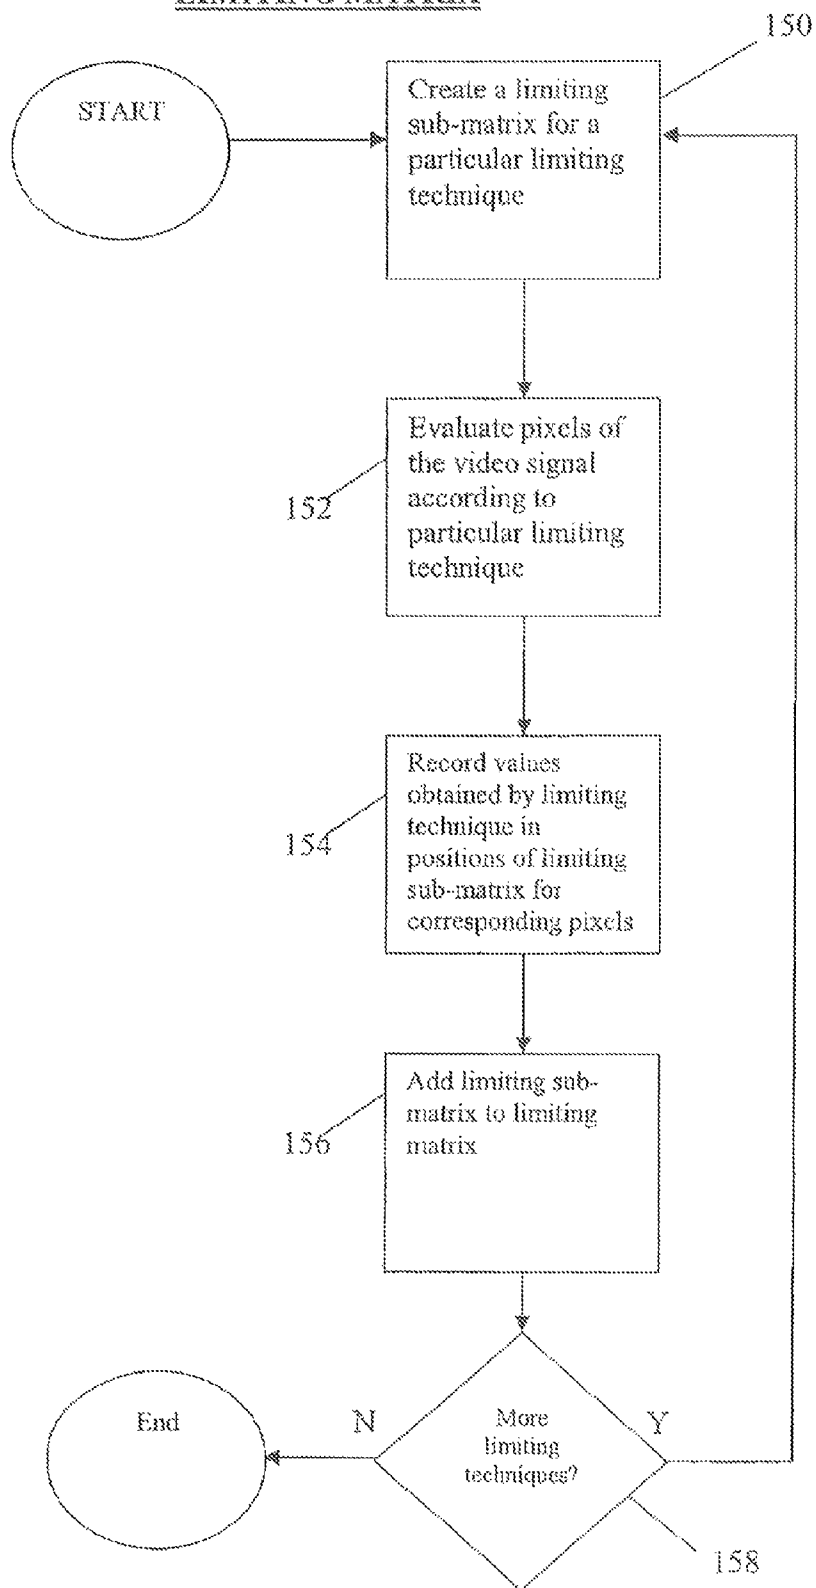 LIMITING MATRIX
150
START
Create a limiting
sub-matrix for a
particular limiting
technique
Evaluate pixels of
the video signal
according to
particular limiting
technique
152
Record values
obtained by limiting
technique in
positions of limiting
sub-matrix for
corresponding pixels
154
Add limiting sub-
matrix to limiting
matrix
156
End
N
More
limiting
techniques?
Y
158